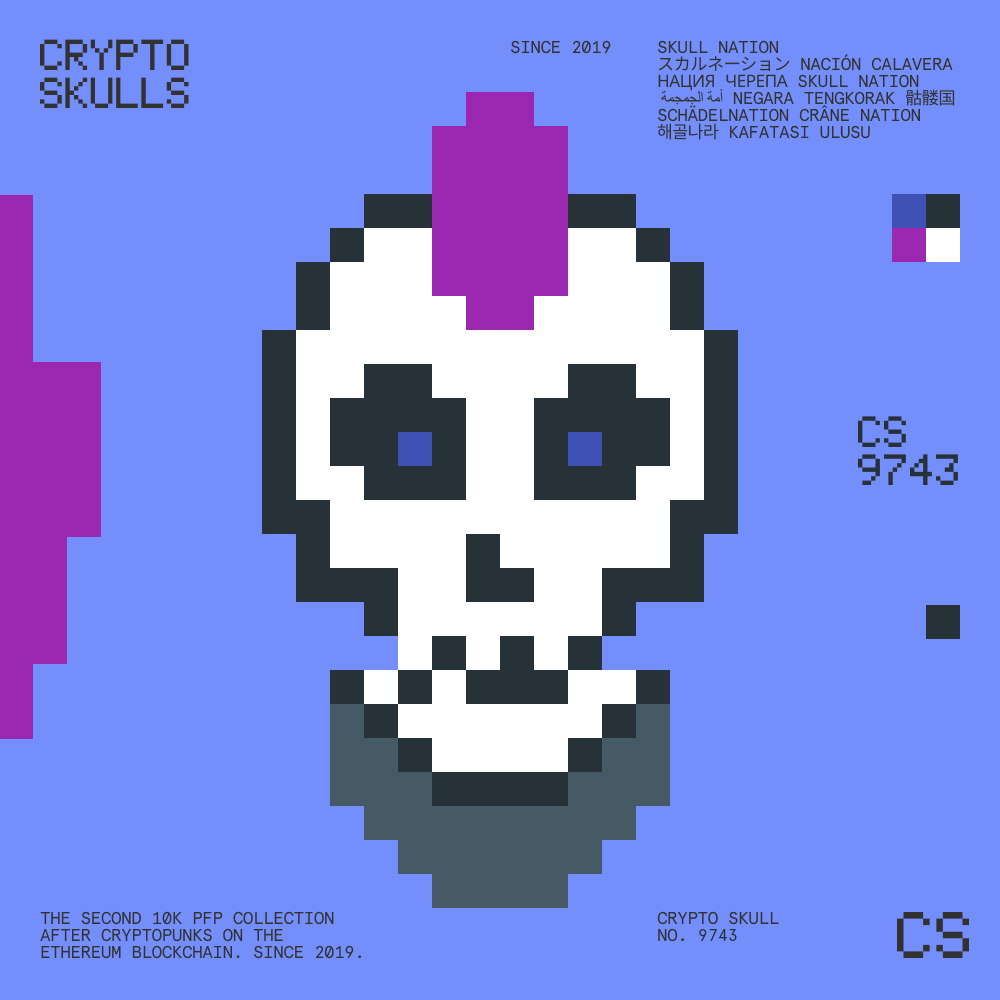 CRYPTO
SKULLS
SINCE 2019
SKULL NATION
スカルネーション NACIÓN CALAVERA
НАЦИЯ ЧЕРЕПА SKULL NATION
أمة الجمجمة NEGARA TENGKORAK 骷髅国
SCHÄDELNATION CRÂNE NATION
해골나라 KAFATASI ULUSU
CS
9743
THE SECOND 10K PFP COLLECTION
AFTER CRYPTOPUNKS ON THE
ETHEREUM BLOCKCHAIN. SINCE 2019.
CRYPTO SKULL
NO. 9743
CS